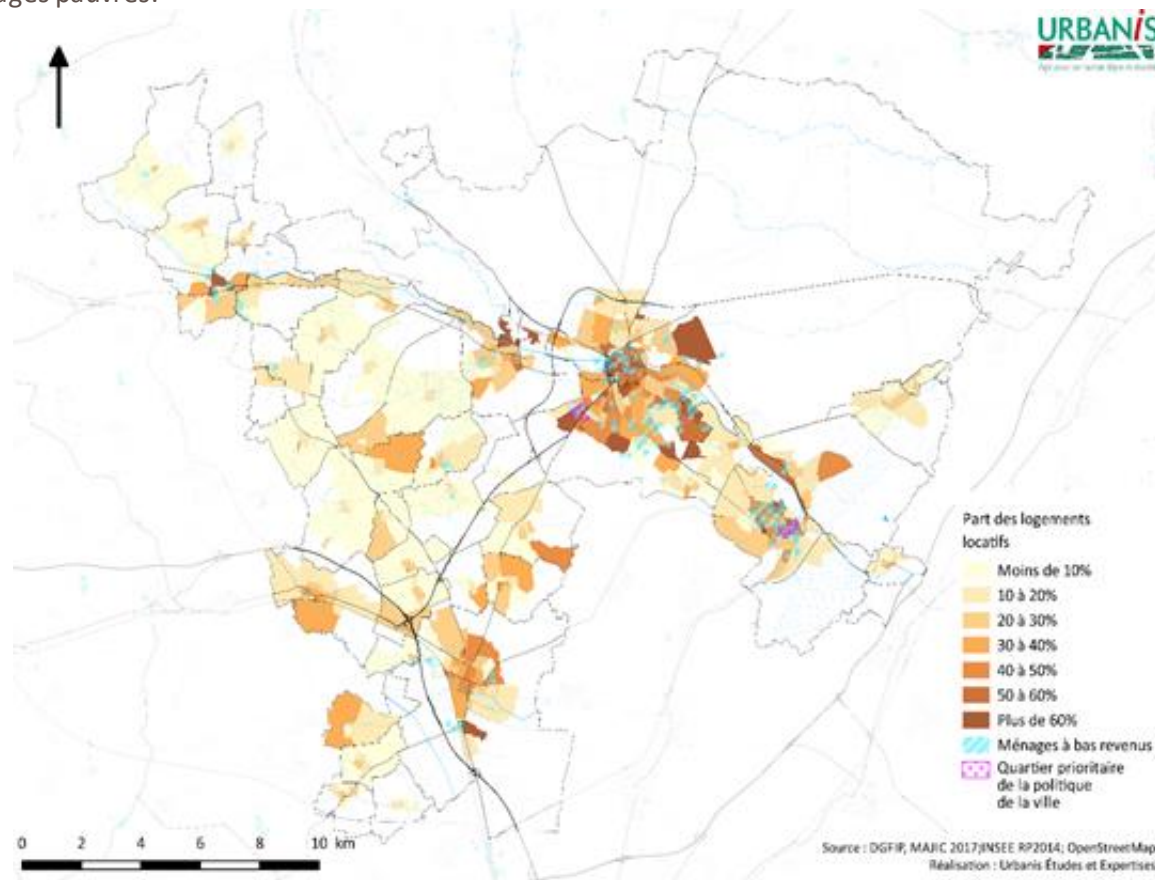 ages pauvres.
URBANiS
Part des logements
locatifs
Moins de 10%
10 à 20%
20 à 30%
30 à 40%
40 à 50%
50 à 60%
Plus de 60%
Ménages à bas revenus
Quartier prioritaire
de la politique
de la ville
0 2 4 6 8 10 km
Source : DGFIP, MAJIC 2017;INSEE RP2014; OpenStreetMap
Réalisation : Urbanis Études et Expertises